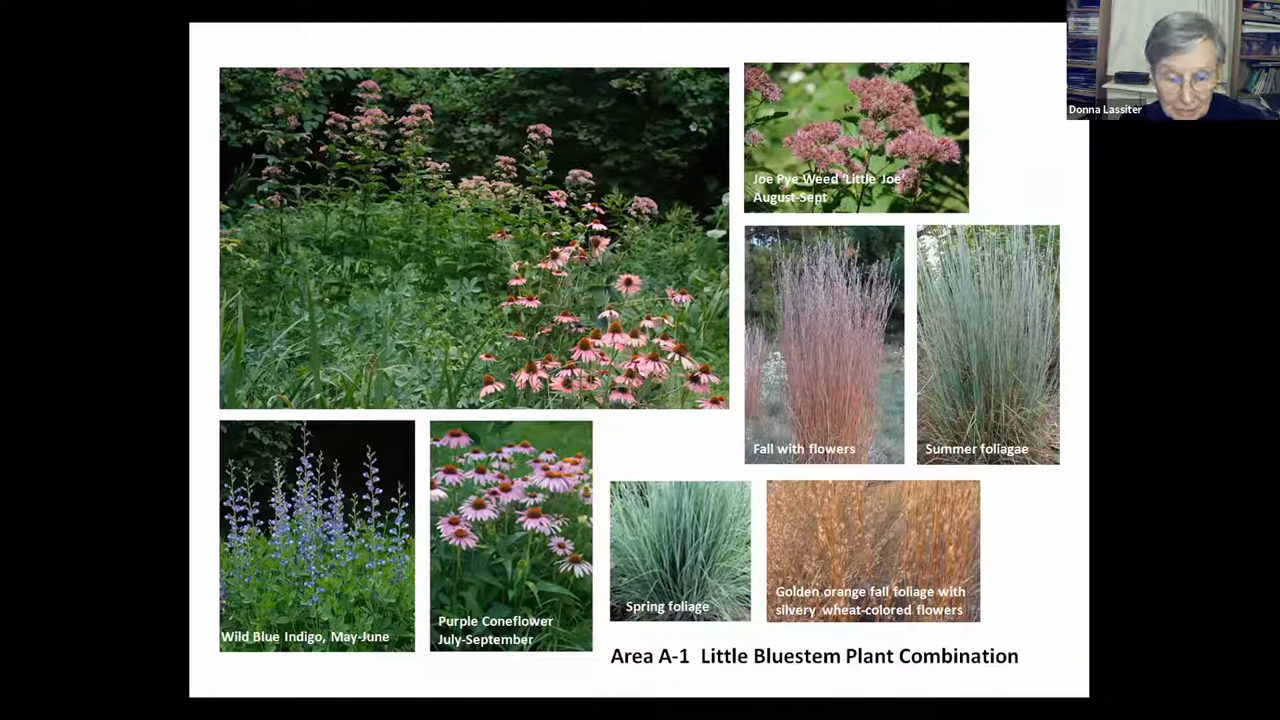 Donna Lassiter
Joe Pye Weed 'Little Joe'
August-Sept
Fall with flowers
Summer foliagae
Wild Blue Indigo, May-June
Purple Coneflower
July-September
Spring foliage
Golden orange fall foliage with
silvery wheat-colored flowers
Area A-1 Little Bluestem Plant Combination